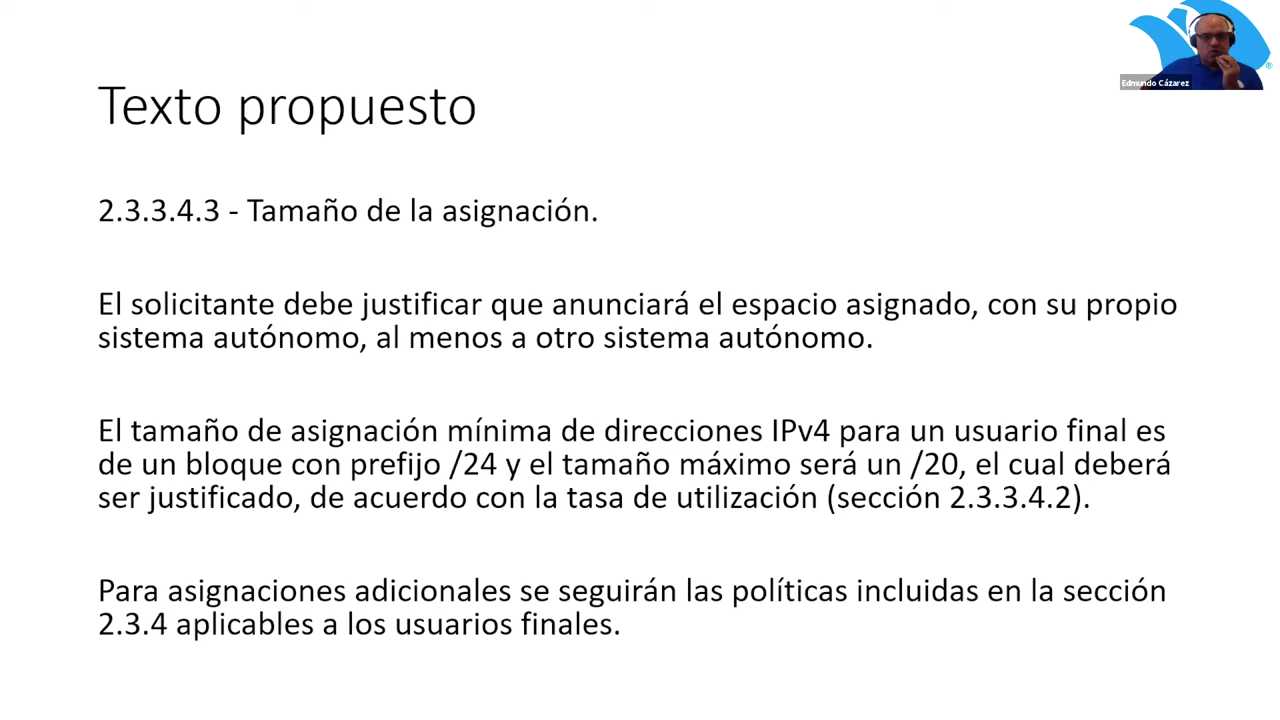 Edmundo Cázarez
Texto propuesto
2.3.3.4.3 - Tamaño de la asignación.
El solicitante debe justificar que anunciará el espacio asignado, con su propio
sistema autónomo, al menos a otro sistema autónomo.
El tamaño de asignación mínima de direcciones IPv4 para un usuario final es
de un bloque con prefijo /24 y el tamaño máximo será un /20, el cual deberá
ser justificado, de acuerdo con la tasa de utilización (sección 2.3.3.4.2).
Para asignaciones adicionales se seguirán las políticas incluidas en la sección
2.3.4 aplicables a los usuarios finales.